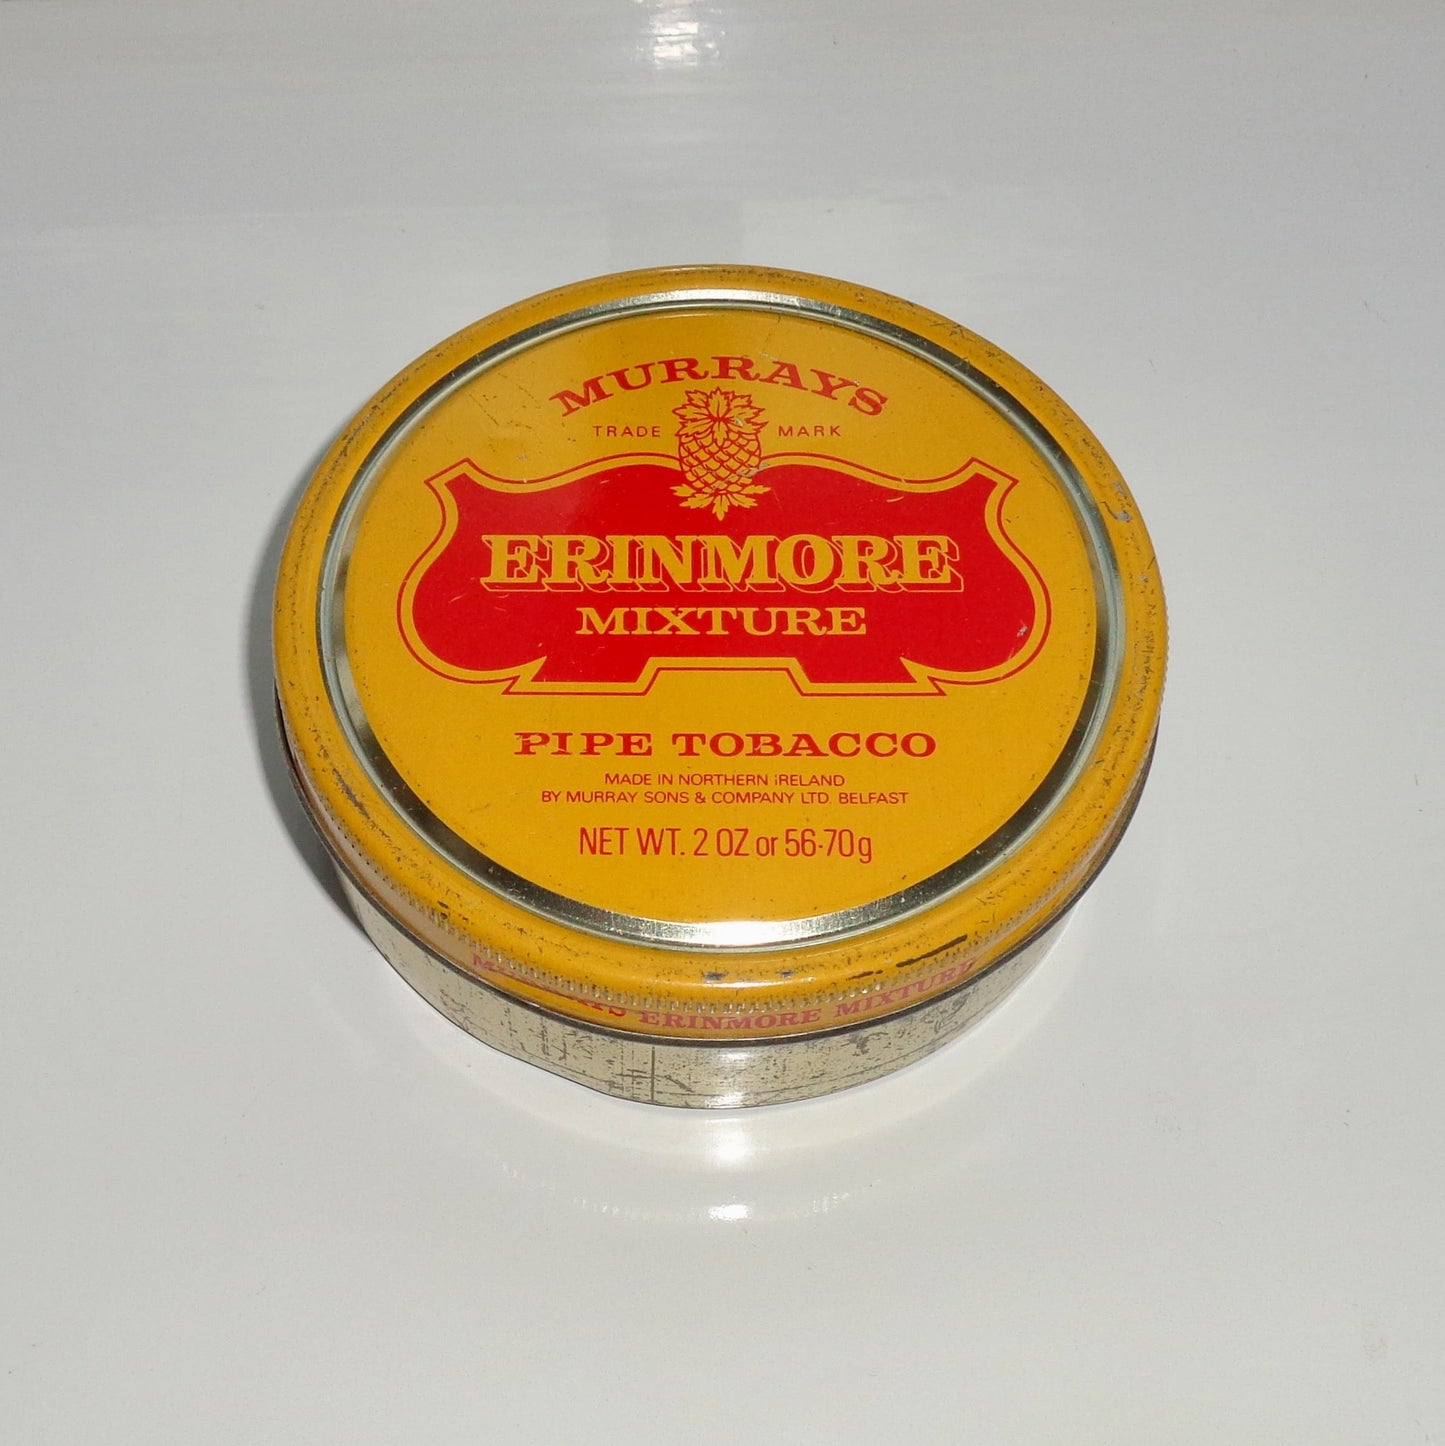 MURRAYS
TRADE MARK
ERINMORE
MIXTURE
PIPE TOBACCO
MADE IN NORTHERN IRELAND
BY MURRAY SONS & COMPANY LTD. BELFAST
NET WT. 2 OZ or 56·70g
MURRAYS ERINMORE MIXTURE